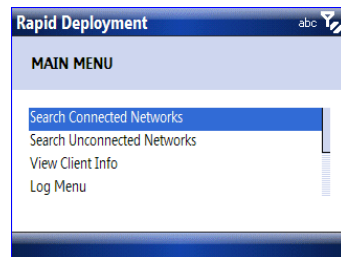 Rapid Deployment abc
MAIN MENU
Search Connected Networks
Search Unconnected Networks
View Client Info
Log Menu